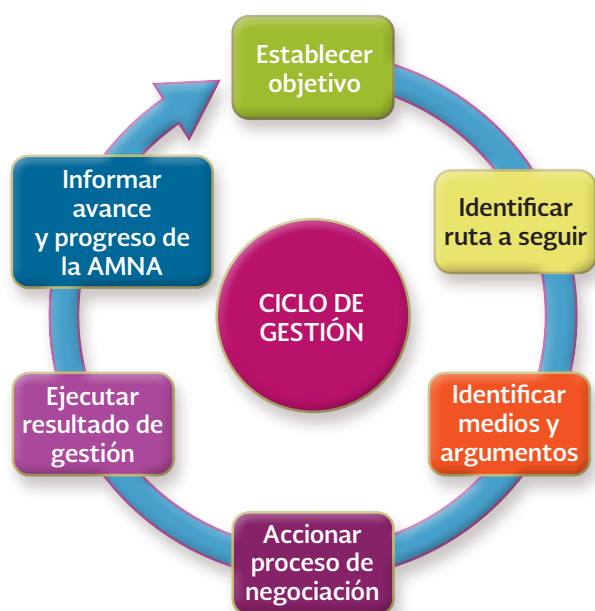 Establecer
objetivo
Identificar
ruta a seguir
Identificar
medios y
argumentos
Accionar
proceso de
negociación
Ejecutar
resultado de
gestión
Informar
avance
y progreso de
la AMNA
CICLO DE
GESTIÓN